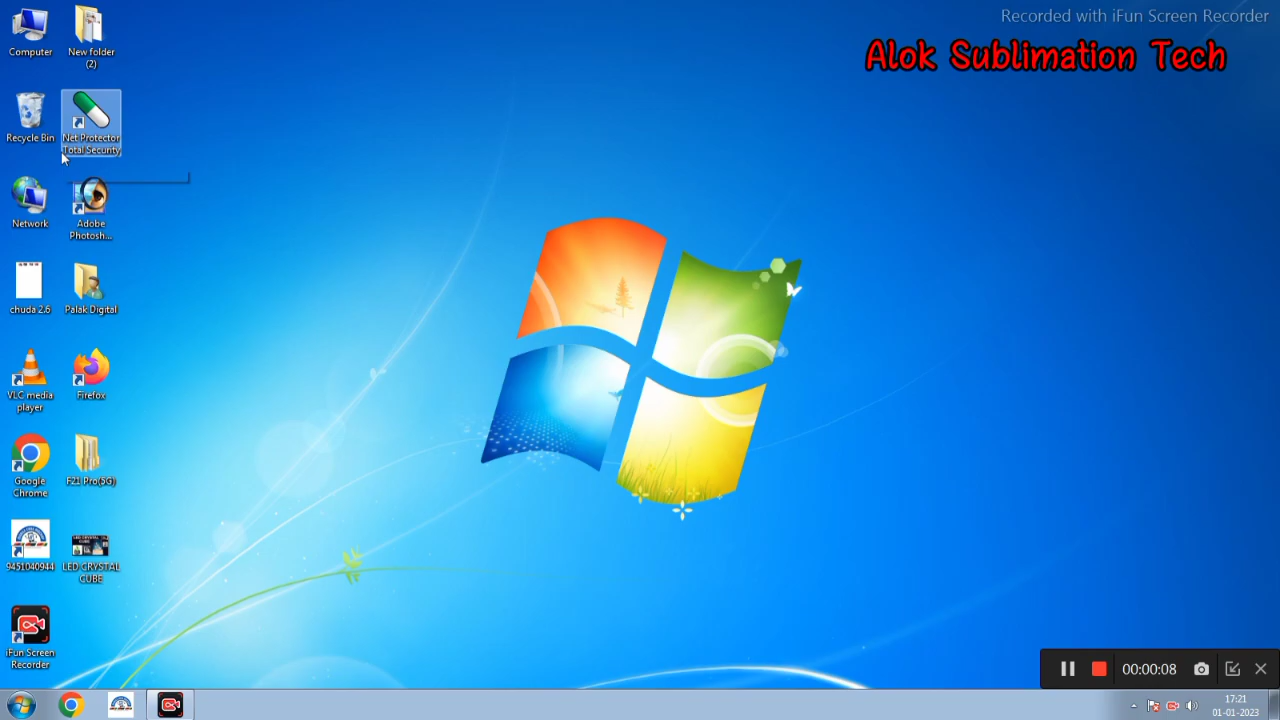 Recorded with iFun Screen Recorder
Alok Sublimation Tech
Computer
New folder
(2)
Recycle Bin
Net Protector
Total Security
Network
Adobe
Photosh...
chuda 2.6
Palak Digital
VLC media
player
Firefox
Google
Chrome
F21 Pro(5G)
9451040944
LED CRYSTAL
CUBE
iFun Screen
Recorder
00:00:08
17:21
01-01-2023